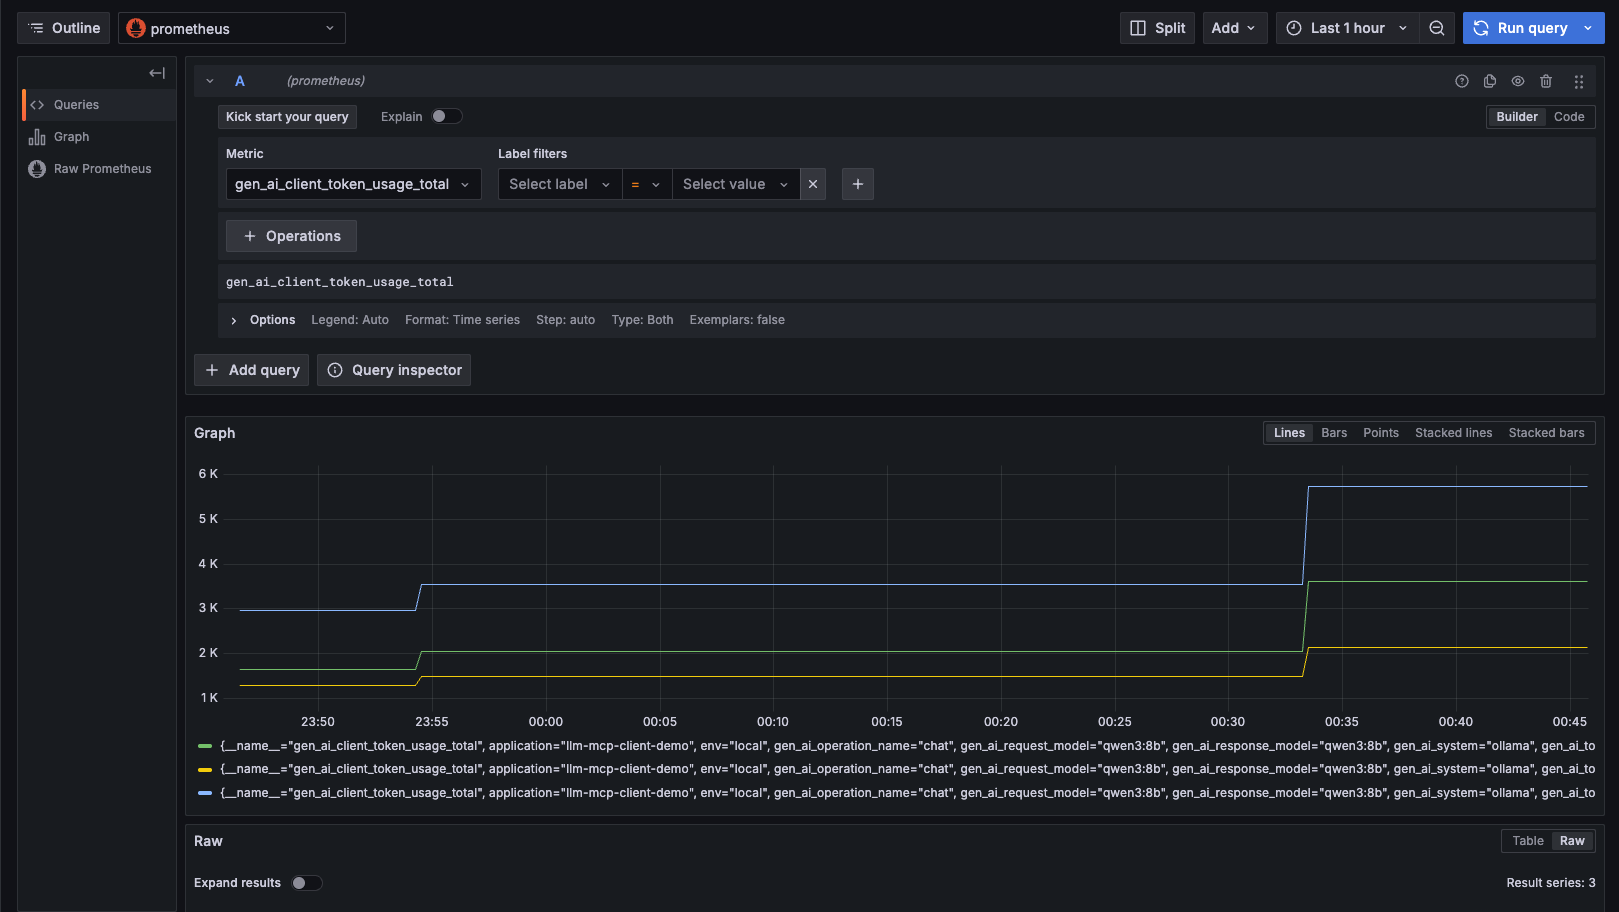 Outline
prometheus
Split
Add
Last 1 hour
Run query
Queries
Graph
Raw Prometheus
A (prometheus)
Kick start your query
Explain
Builder
Code
Metric
Label filters
gen_ai_client_token_usage_total
Select label
=
Select value
+
+ Operations
gen_ai_client_token_usage_total
Options Legend: Auto Format: Time series Step: auto Type: Both Exemplars: false
+ Add query
Query inspector
Graph
Lines Bars Points Stacked lines Stacked bars
6 K
5 K
4 K
3 K
2 K
1 K
23:50 23:55 00:00 00:05 00:10 00:15 00:20 00:25 00:30 00:35 00:40 00:45
{__name__="gen_ai_client_token_usage_total", application="llm-mcp-client-demo", env="local", gen_ai_operation_name="chat", gen_ai_request_model="qwen3:8b", gen_ai_response_model="qwen3:8b", gen_ai_system="ollama", gen_ai_to
{__name__="gen_ai_client_token_usage_total", application="llm-mcp-client-demo", env="local", gen_ai_operation_name="chat", gen_ai_request_model="qwen3:8b", gen_ai_response_model="qwen3:8b", gen_ai_system="ollama", gen_ai_to
{__name__="gen_ai_client_token_usage_total", application="llm-mcp-client-demo", env="local", gen_ai_operation_name="chat", gen_ai_request_model="qwen3:8b", gen_ai_response_model="qwen3:8b", gen_ai_system="ollama", gen_ai_to
Raw
Table Raw
Expand results
Result series: 3